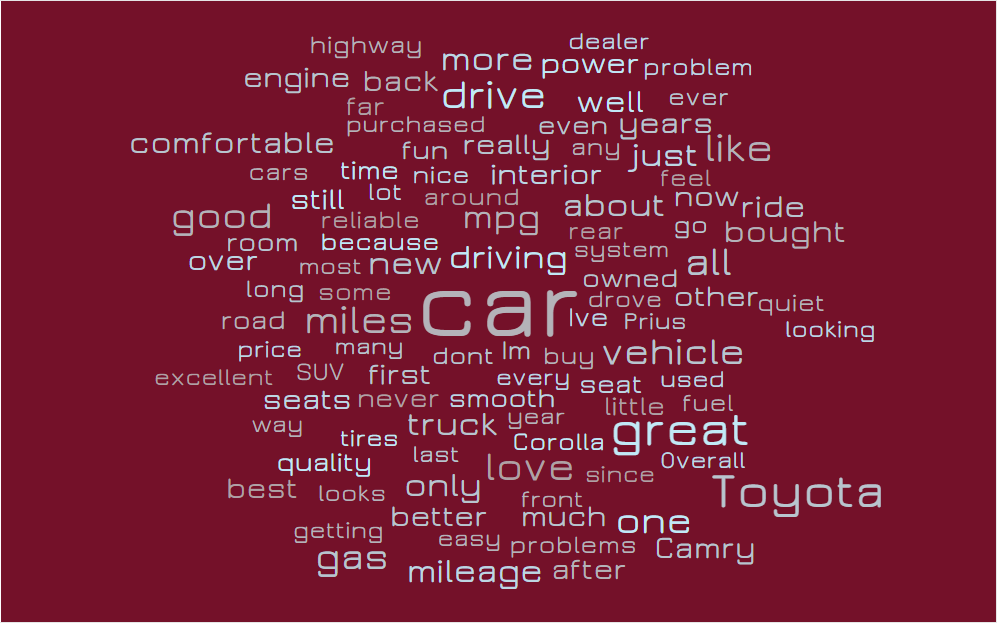 highway
dealer
more
power
problem
engine
back
drive
well
ever
far
purchased
even
years
comfortable
fun
really
any
just
like
cars
time
nice
interior
feel
still
lot
around
now
good
reliable
mpg
about
ride
room
because
rear
go
bought
over
most
new
driving
system
all
long
some
car
owned
drove
other
quiet
road
miles
Ive
Prius
looking
price
many
dont
Im
buy
vehicle
excellent
SUV
first
every
seat
used
seats
never
smooth
little
fuel
way
truck
year
tires
Corolla
great
quality
last
love
since
Overall
best
looks
only
front
Toyota
getting
better
much
one
easy
problems
Camry
gas
mileage
after